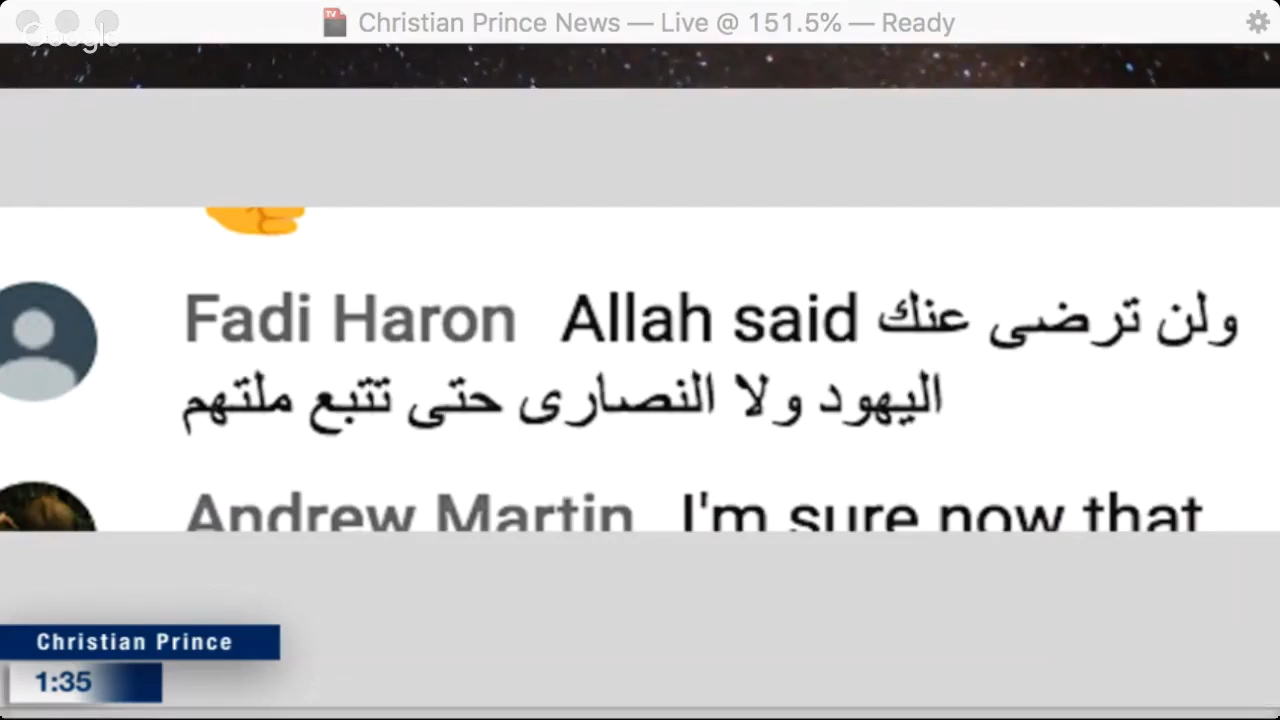 Christian Prince News — Live @ 151.5% — Ready
Google
Fadi Haron Allah said ولن ترضى عنك
اليهود ولا النصارى حتى تتبع ملتهم
Andrew Martin I'm sure now that
Christian Prince
1:35